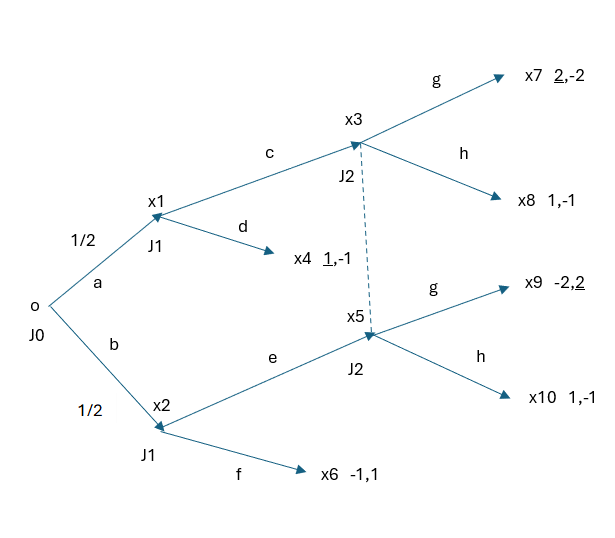 g
x7 2,-2
x3
c
h
J2
x1
x8 1,-1
1/2
d
J1
a
x4 1,-1
o
g
x9 -2,2
J0
x5
b
e
h
J2
1/2
x2
x10 1,-1
J1
f
x6 -1,1